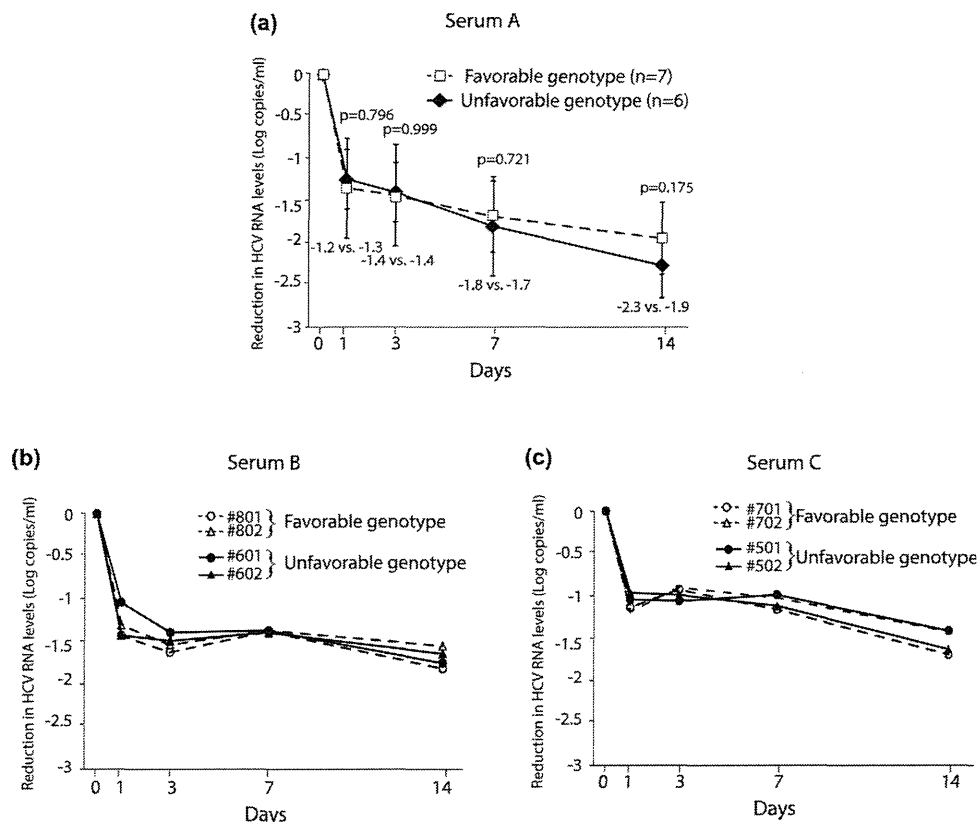 (a)
Serum A
Reduction in HCV RNA levels (Log copies/ml)
0
-0.5
-1
-1.5
-2
-2.5
-3
Favorable genotype (n=7)
Unfavorable genotype (n=6)
p=0.796
p=0.999
p=0.721
p=0.175
-1.2 vs. -1.3
-1.4 vs. -1.4
-1.8 vs. -1.7
-2.3 vs. -1.9
0 1 3 7 14
Days
(b)
Serum B
Reduction in HCV RNA levels (Log copies/ml)
0
-0.5
-1
-1.5
-2
-2.5
-3
#801
#802
Favorable genotype
#601
#602
Unfavorable genotype
0 1 3 7 14
Days
(c)
Serum C
Reduction in HCV RNA levels (Log copies/ml)
0
-0.5
-1
-1.5
-2
-2.5
-3
#701
#702
Favorable genotype
#501
#502
Unfavorable genotype
0 1 3 7 14
Days